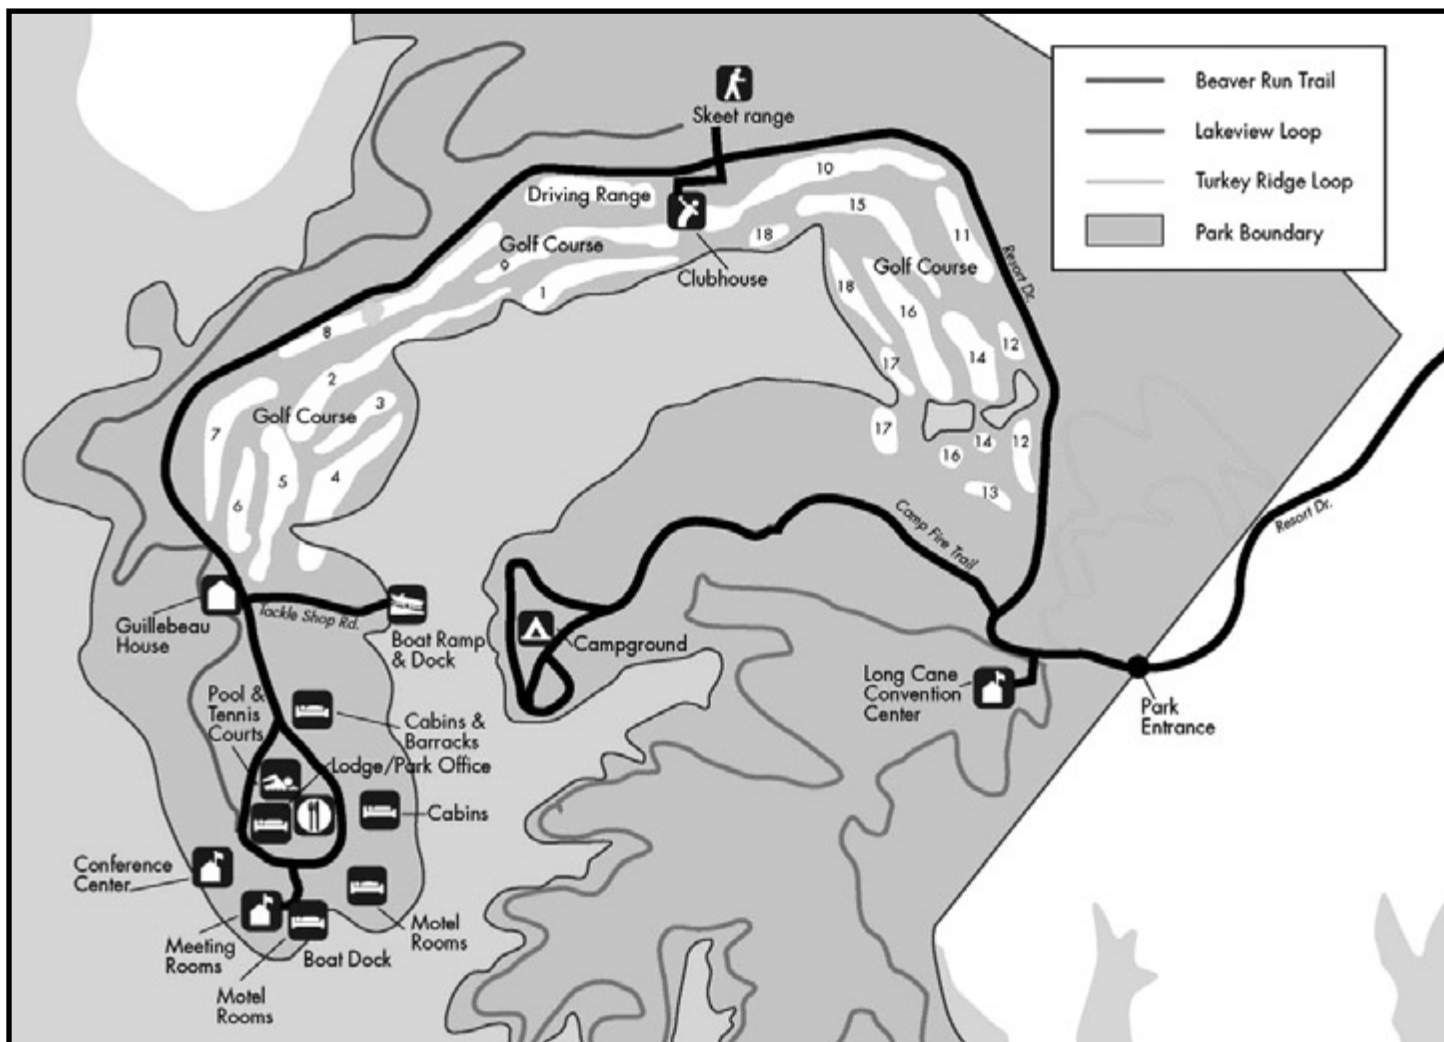 Beaver Run Trail
Lakeview Loop
Turkey Ridge Loop
Park Boundary
Skeet range
10
Driving Range
15
11
18
Golf Course
9
Clubhouse
Golf Course
Resort Dr.
1
18
16
8
12
14
17
2
3
Golf Course
7
17
14
12
16
4
5
13
6
Resort Dr.
Camp Fire Trail
Tackle Shop Rd.
Guillebeau
House
Boat Ramp
& Dock
Campground
Long Cane
Convention
Center
Park
Entrance
Pool &
Tennis
Courts
Cabins &
Barracks
Lodge/Park Office
Cabins
Conference
Center
Motel
Rooms
Meeting
Rooms
Boat Dock
Motel
Rooms